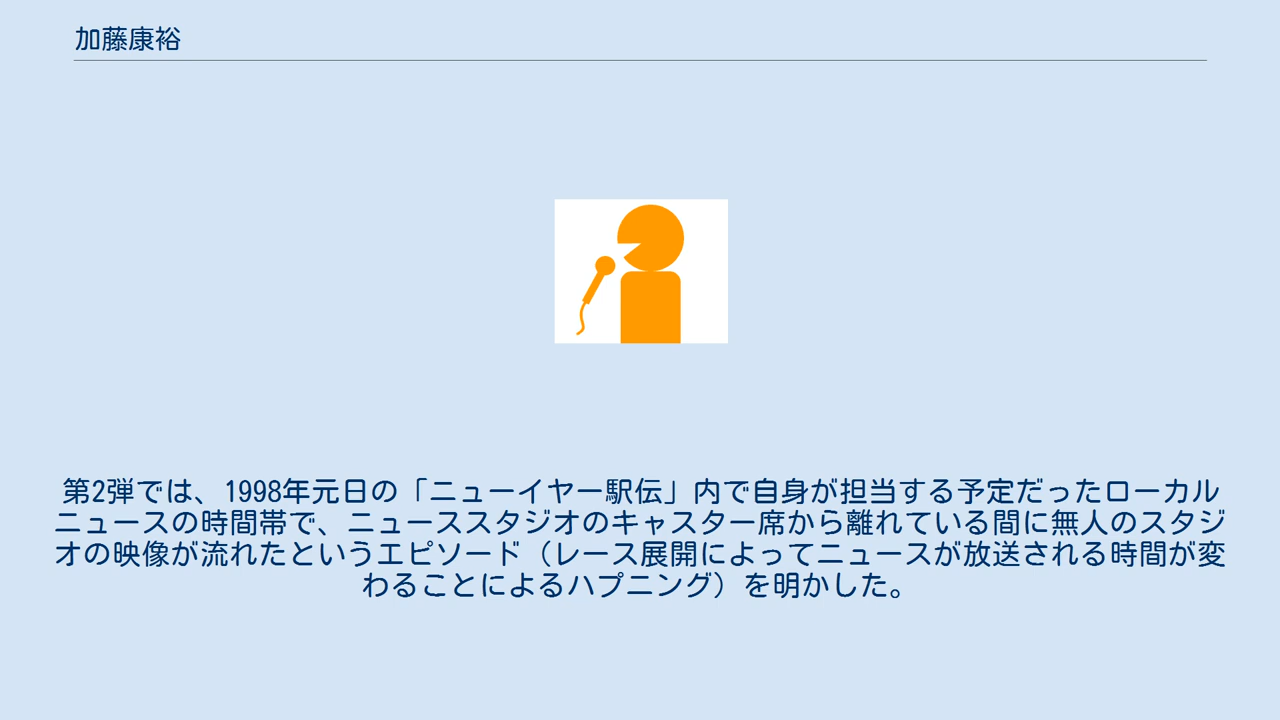 加藤康裕
第2弾では、1998年元日の「ニューイヤー駅伝」内で自身が担当する予定だったローカル
ニュースの時間帯で、ニューススタジオのキャスター席から離れている間に無人のスタジ
オの映像が流れたというエピソード（レース展開によってニュースが放送される時間が変
わることによるハプニング）を明かした。